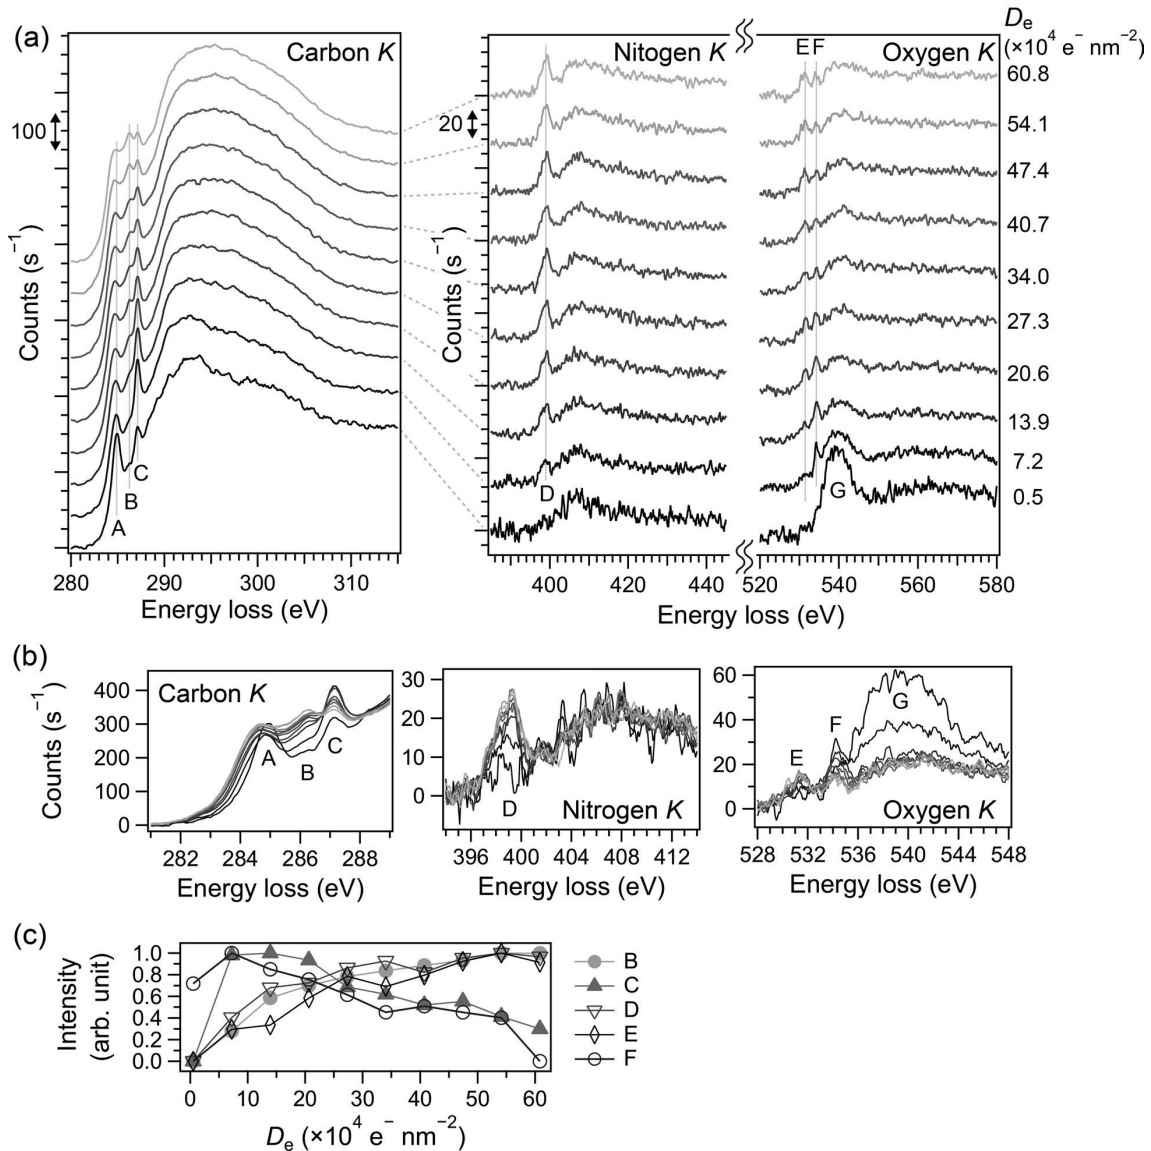 (a)
Carbon K
Nitogen K
Oxygen K
De
(×10⁴ e⁻ nm⁻²)
E F
60.8
54.1
47.4
40.7
34.0
27.3
20.6
13.9
7.2
0.5
100
20
Counts (s⁻¹)
Counts (s⁻¹)
C
B
A
D
G
280 290 300 310
400 420 440
520 540 560 580
Energy loss (eV)
Energy loss (eV)
(b)
Carbon K
A
B
C
400
300
200
100
0
Counts (s⁻¹)
282 284 286 288
Energy loss (eV)
30
20
10
0
D
Nitrogen K
396 400 404 408 412
Energy loss (eV)
60
40
20
0
E
F
G
Oxygen K
528 532 536 540 544 548
Energy loss (eV)
(c)
Intensity
(arb. unit)
1.0
0.8
0.6
0.4
0.2
0.0
0 10 20 30 40 50 60
De (×10⁴ e⁻ nm⁻²)
B
C
D
E
F